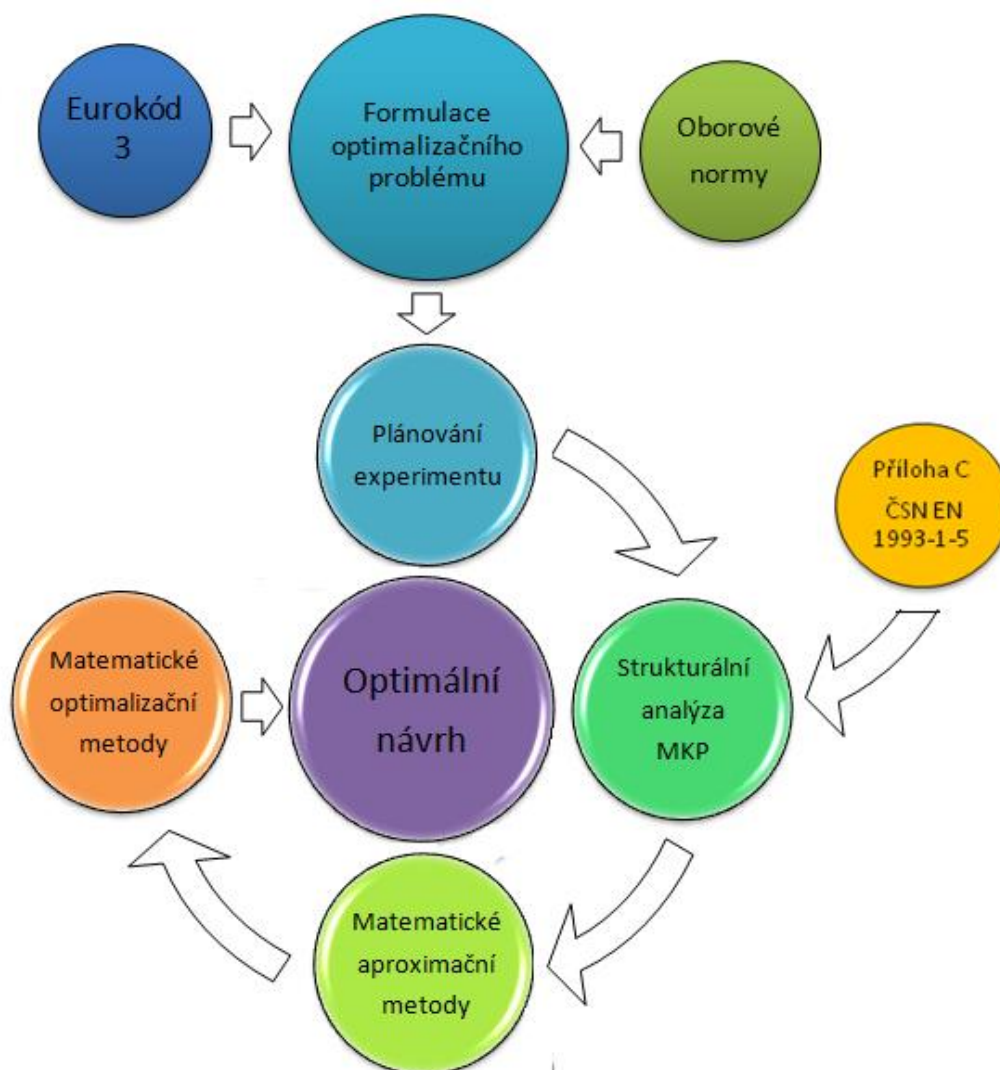 Eurokód
3
Formulace
optimalizačního
problému
Oborové
normy
Plánování
experimentu
Příloha C
ČSN EN
1993-1-5
Matematické
optimalizační
metody
Optimální
návrh
Strukturální
analýza
MKP
Matematické
aproximační
metody